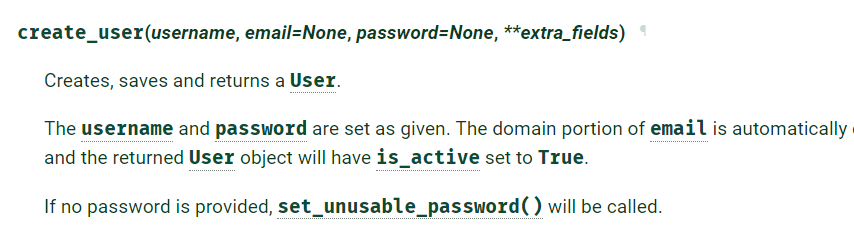 create_user(username, email=None, password=None, **extra_fields) ¶
Creates, saves and returns a User.
The username and password are set as given. The domain portion of email is automatically
and the returned User object will have is_active set to True.
If no password is provided, set_unusable_password() will be called.